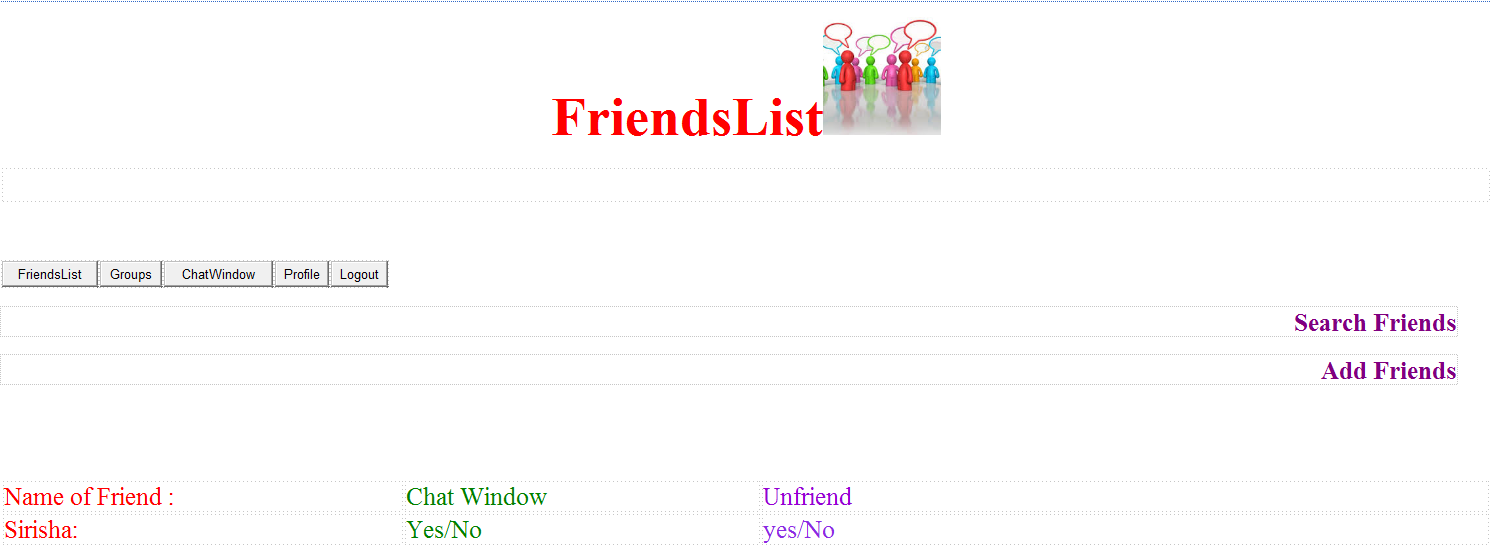 FriendsList
FriendsList Groups ChatWindow Profile Logout
Search Friends
Add Friends
Name of Friend : Chat Window Unfriend
Sirisha: Yes/No yes/No